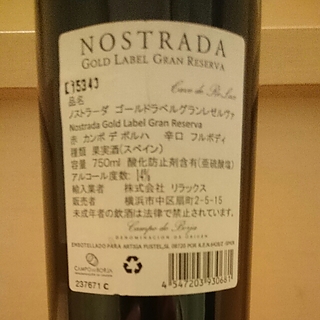 NOSTRADA
GOLD LABEL GRAN RESERVA
品名
ノストラーダ　ゴールドラベルグランレゼルヴァ
Nostrada Gold Label Gran Reserva
赤　カンポ デ ボルハ　　辛口　フルボディ
種類　果実酒(スペイン)
容量　750ml　酸化防止剤含有(亜硫酸塩)
アルコール度数:　14%
輸入業者　　株式会社　リラックス
販売者　　横浜市中区扇町2-5-15
未成年者の飲酒は法律で禁止されています。
Campo de Borja
DENOMINACIÓN DE ORIGEN
CAMPO DE BORJA
237671 C
4 547203 930661